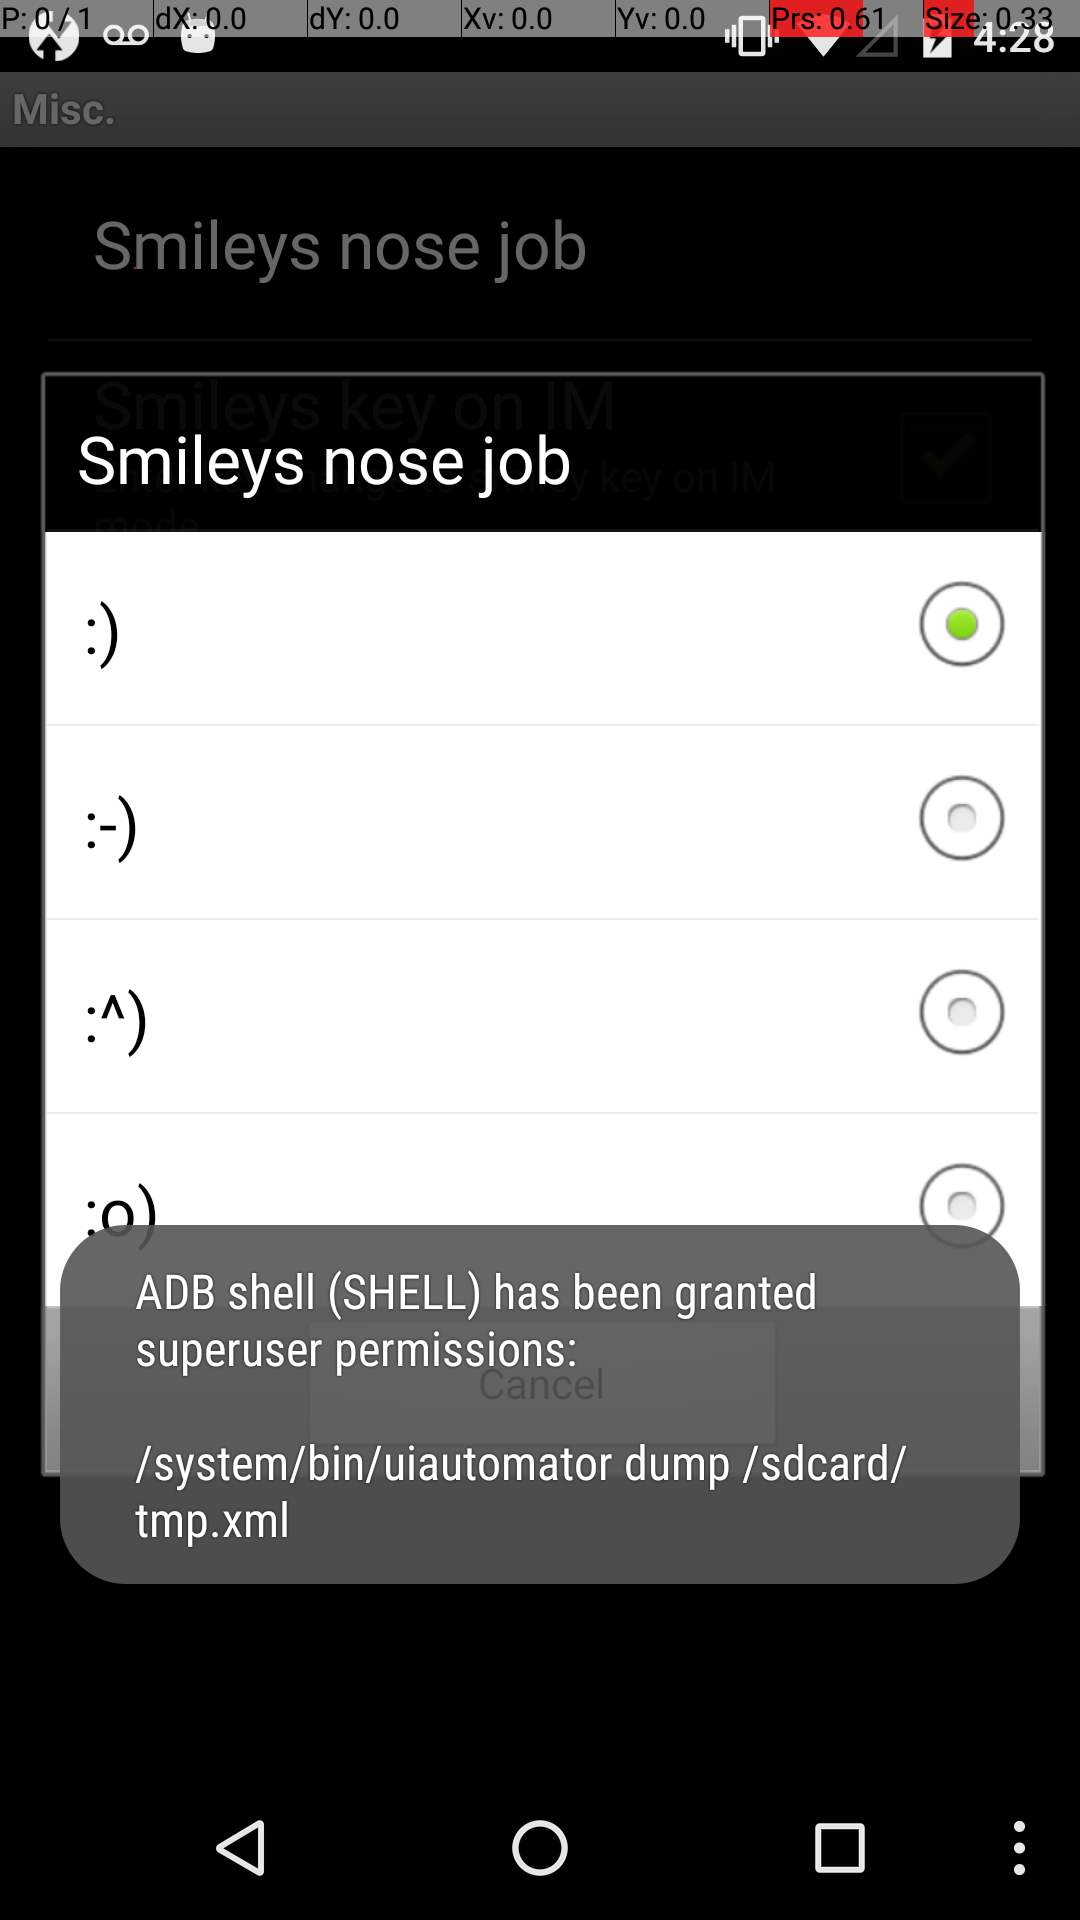 P: 0 / 1 dX: 0.0 dY: 0.0 Xv: 0.0 Yv: 0.0 Prs: 0.61 Size: 0.33
4:28
Misc.
Smileys nose job
Smileys key on IM
Smileys nose job
key on IM
mode
:)
:-)
:^)
:o)
ADB shell (SHELL) has been granted
superuser permissions:
Cancel
/system/bin/uiautomator dump /sdcard/
tmp.xml